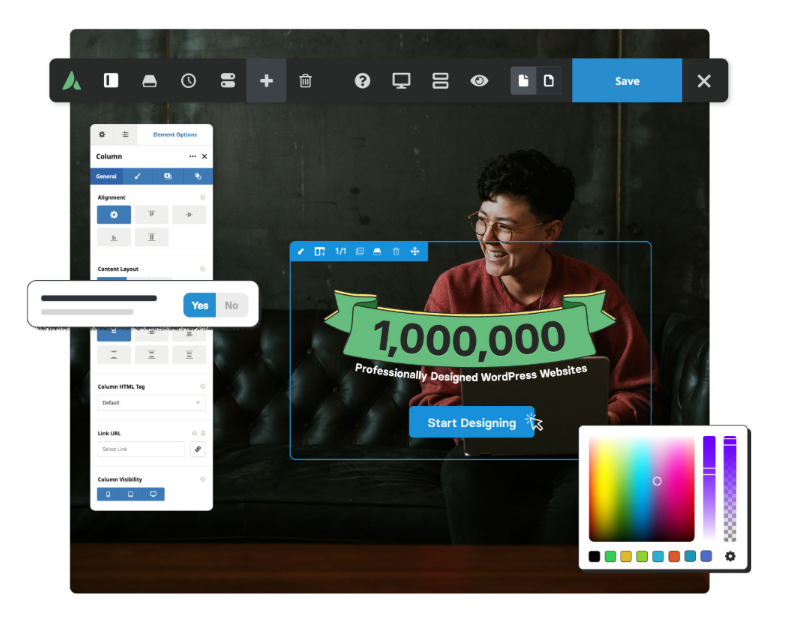 Save
Element Options
Column
General
Alignment
Content Layout
Yes No
Column HTML Tag
Default
Link URL
Select Link
Column Visibility
1/1
1,000,000
Professionally Designed WordPress Websites
Start Designing